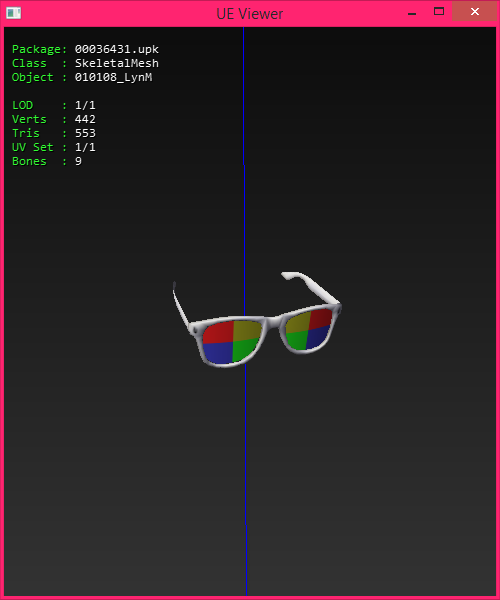 UE Viewer
Package: 00036431.upk
Class  : SkeletalMesh
Object : 010108_LynM
LOD    : 1/1
Verts  : 442
Tris   : 553
UV Set : 1/1
Bones  : 9